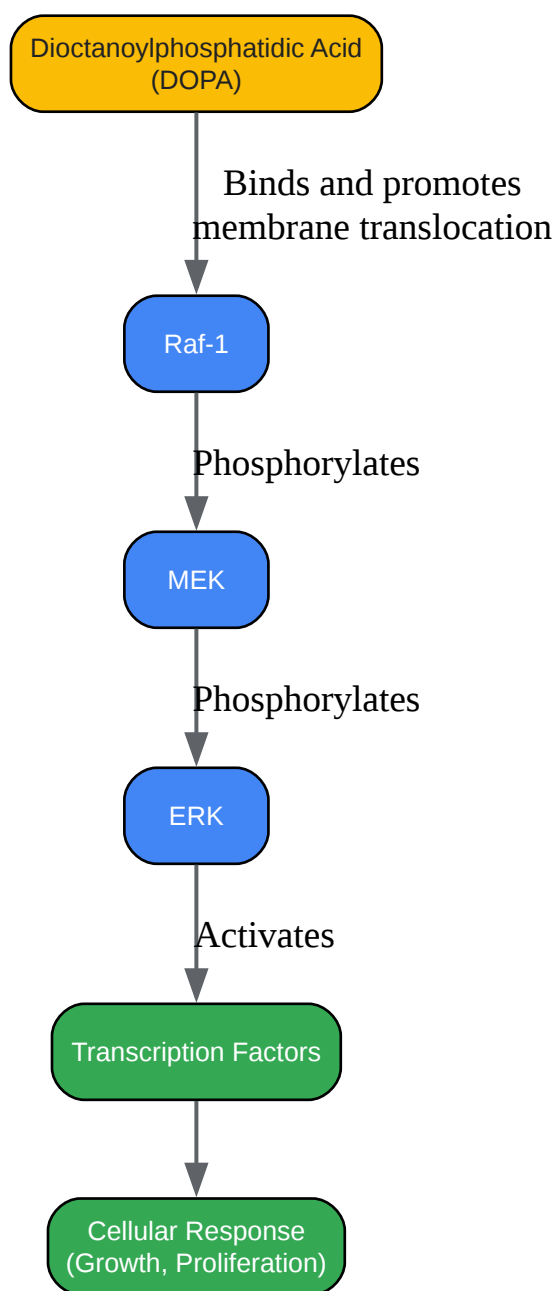 Dioctanoylphosphatidic Acid
(DOPA)
Binds and promotes
membrane translocation
Raf-1
Phosphorylates
MEK
Phosphorylates
ERK
Activates
Transcription Factors
Cellular Response
(Growth, Proliferation)